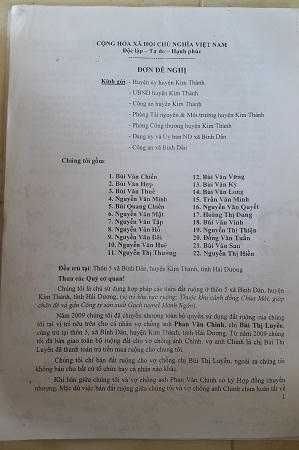 CỘNG HÒA XÃ HỘI CHỦ NGHĨA VIỆT NAM
Độc lập – Tự do – Hạnh phúc
ĐƠN ĐỀ NGHỊ
Kính gửi: - Huyện ủy huyện Kim Thành
- UBND huyện Kim Thành
- Công an huyện Kim Thành
- Phòng Tài nguyên & Môi trường huyện Kim Thành
- Phòng Công thương huyện Kim Thành
- Đảng ủy và Ủy ban ND xã Bình Dân
- Công an xã Bình Dân
Chúng tôi gồm:
1. Bùi Văn Chiến 12. Bùi Văn Vững
2. Bùi Văn Hợp 13. Bùi Văn Ký
3. Bùi Văn Thuê 14. Bùi Văn Long
4. Nguyễn Văn Minh 15. Trần Văn Minh
5. Bùi Quang Chiến 16. Nguyễn Văn Quyết
6. Nguyễn Văn Mật 17. Hoàng Thị Dung
7. Nguyễn Văn Tập 18. Bùi Văn Vinh
8. Nguyễn Văn Hồ 19. Nguyễn Thị Thiện
9. Nguyễn Văn Dãi 20. Đồng Văn Tuân
10. Nguyễn Văn Huê 21. Bùi Văn San
11. Nguyễn Thị Thương 22. Nguyễn Thị Hiền
Đều trú tại: Thôn 5 xã Bình Dân, huyện Kim Thành, tỉnh Hải Dương
Thưa các Quý cơ quan!
Chúng tôi là chủ sử dụng hợp pháp các thửa đất ruộng ở thôn 5 xã Bình Dân, huyện
Kim Thành, tỉnh Hải Dương, vị trí khu vực ruộng: Thuộc khu cánh đồng Chùa Mới, giáp
chân đê và gần Công ty sản xuất Gạch tuynel Minh Ngân).
Năm 2009 chúng tôi đã chuyển nhượng toàn bộ quyền sử dụng đất ruộng của chúng
tôi tại vị trí nêu trên cho cá nhân vợ chồng anh Phan Văn Chinh, chị Bùi Thị Luyến,
cùng trú tại thôn 5, xã Bình Dân, huyện Kim Thành, tỉnh Hải Dương. Từ năm 2009 chúng
tôi đã bàn giao toàn bộ ruộng đất cho vợ chồng anh Chinh, vợ anh Chinh là chị Bùi Thị
Luyến đã thanh toán trả tiền mua ruộng cho chúng tôi.
Chúng tôi chỉ bán đất ruộng cho vợ chồng chị Bùi Thị Luyến, ngoài ra chúng tôi
không bán cho bất cứ tổ chức hay cá nhân nào khác.
Khi bán giữa chúng tôi và vợ chồng anh Phan Văn Chinh có ký Hợp đồng chuyển
nhượng. Mặc dù việc bán đất ruộng giữa chúng tôi và vợ chồng anh Chinh chưa hoàn tất về
1